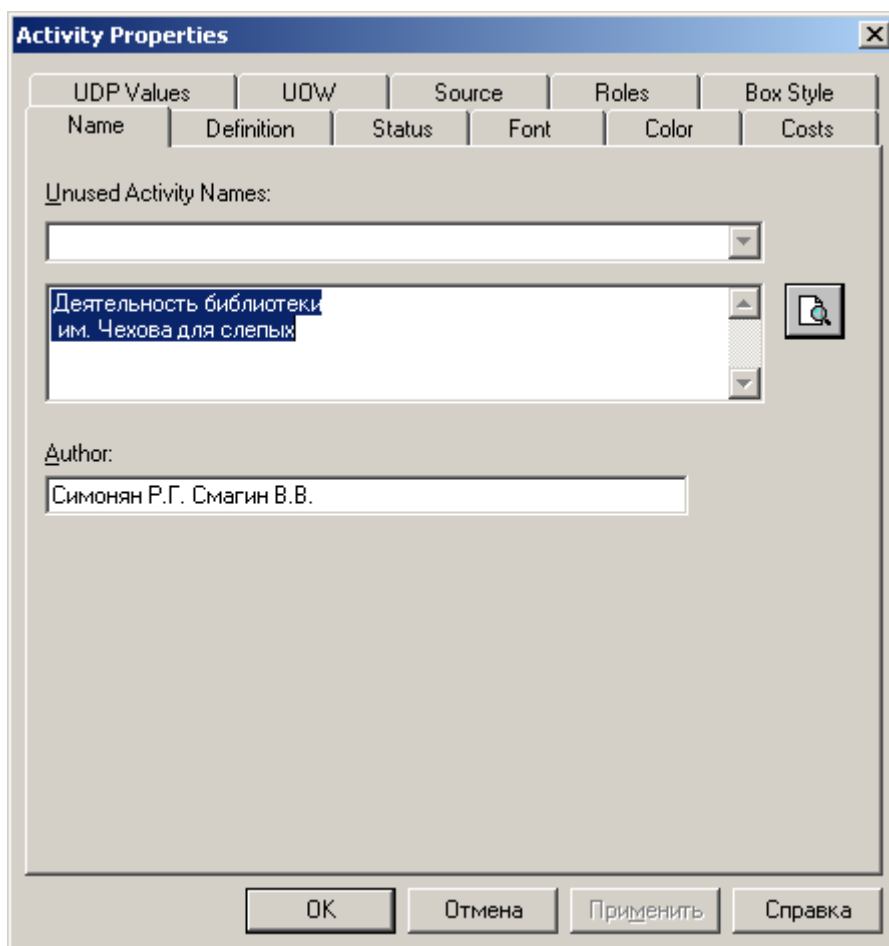 Activity Properties
UDP Values UOW Source Roles Box Style
Name Definition Status Font Color Costs
Unused Activity Names:
Деятельность библиотеки
им. Чехова для слепых
Author:
Симонян Р.Г. Смагин В.В.
OK Отмена Применить Справка